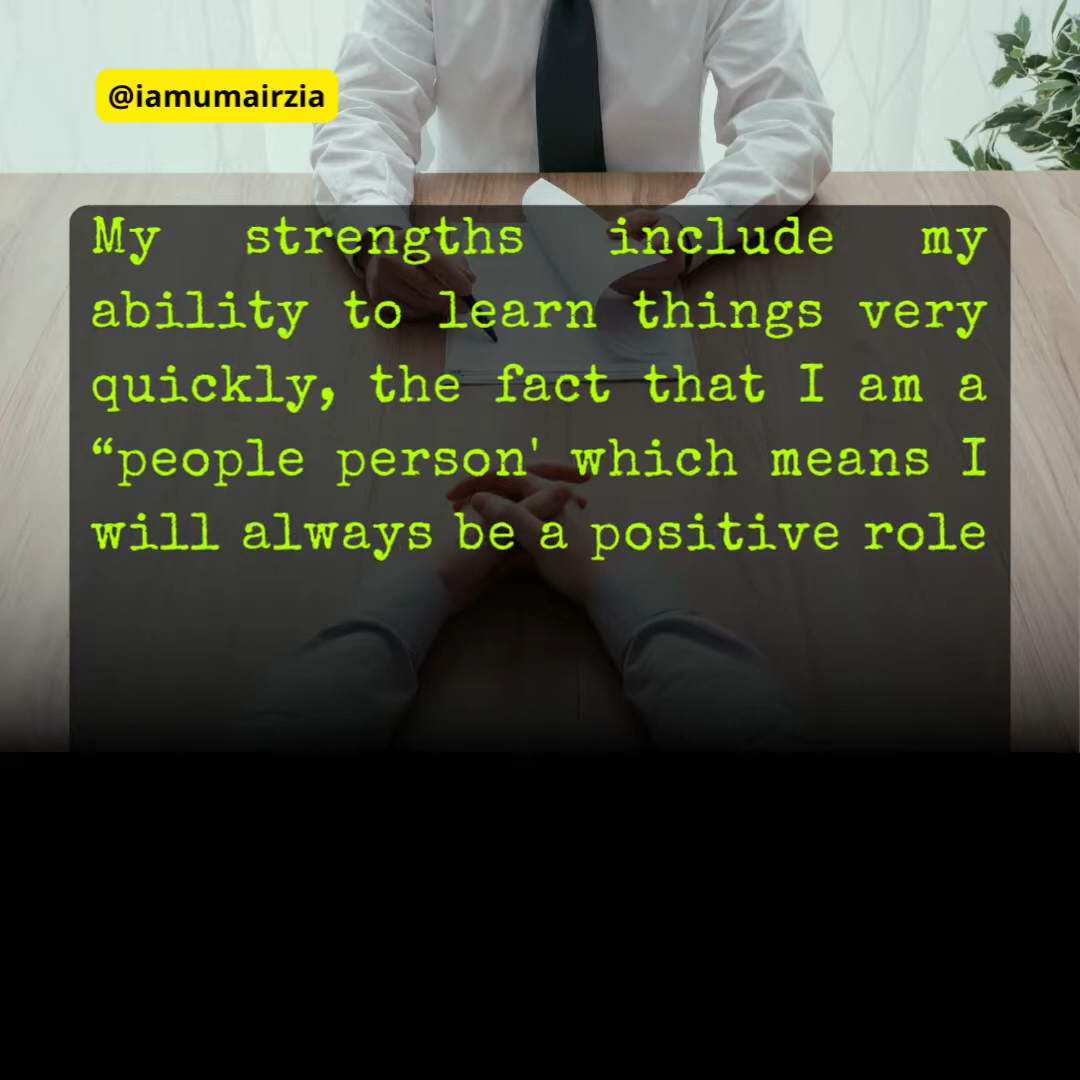 @iamumairzia
My strengths include my
ability to learn things very
quickly, the fact that I am a
“people person' which means I
will always be a positive role